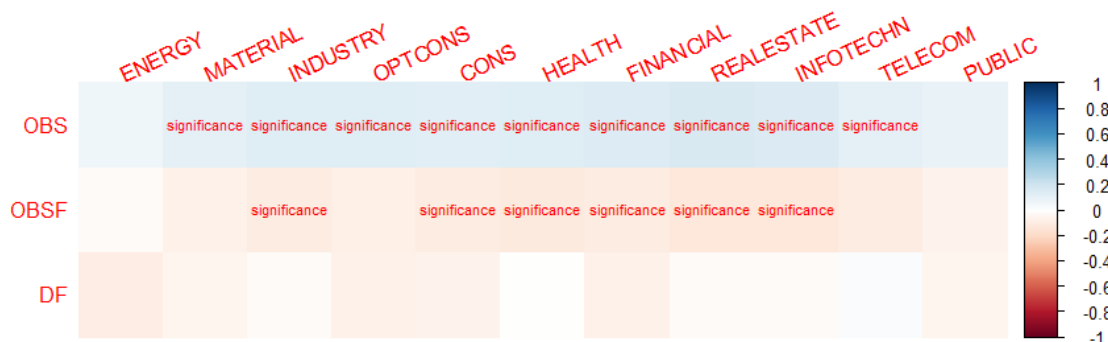 ENERGY MATERIAL INDUSTRY OPTCONS CONS HEALTH FINANCIAL REALESTATE INFOTECHN TELECOM PUBLIC
OBS significance significance significance significance significance significance significance significance significance
OBSF significance significance significance significance significance significance
DF
1
0.8
0.6
0.4
0.2
0
-0.2
-0.4
-0.6
-0.8
-1